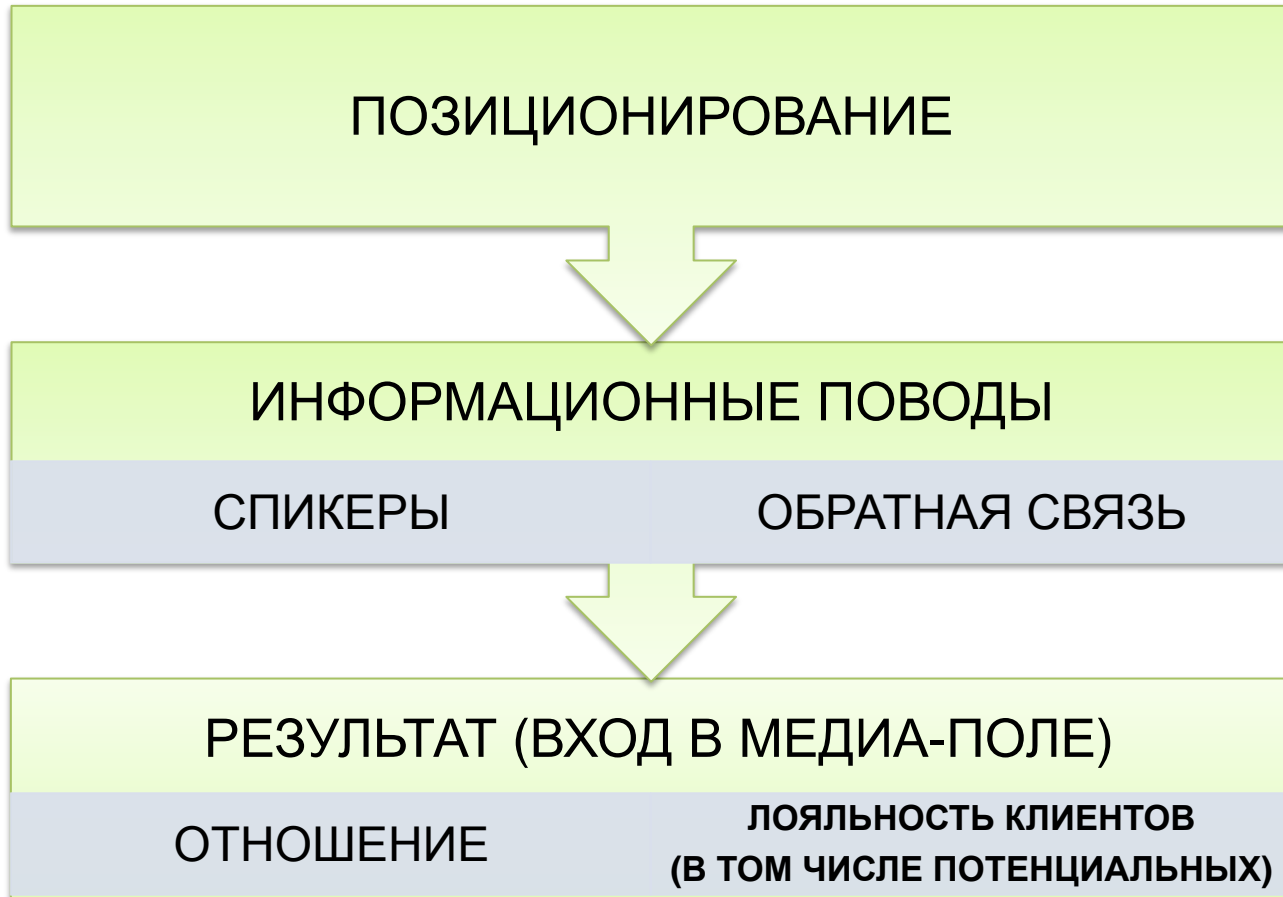 ПОЗИЦИОНИРОВАНИЕ
ИНФОРМАЦИОННЫЕ ПОВОДЫ
СПИКЕРЫ
ОБРАТНАЯ СВЯЗЬ
РЕЗУЛЬТАТ (ВХОД В МЕДИА-ПОЛЕ)
ОТНОШЕНИЕ
ЛОЯЛЬНОСТЬ КЛИЕНТОВ
(В ТОМ ЧИСЛЕ ПОТЕНЦИАЛЬНЫХ)